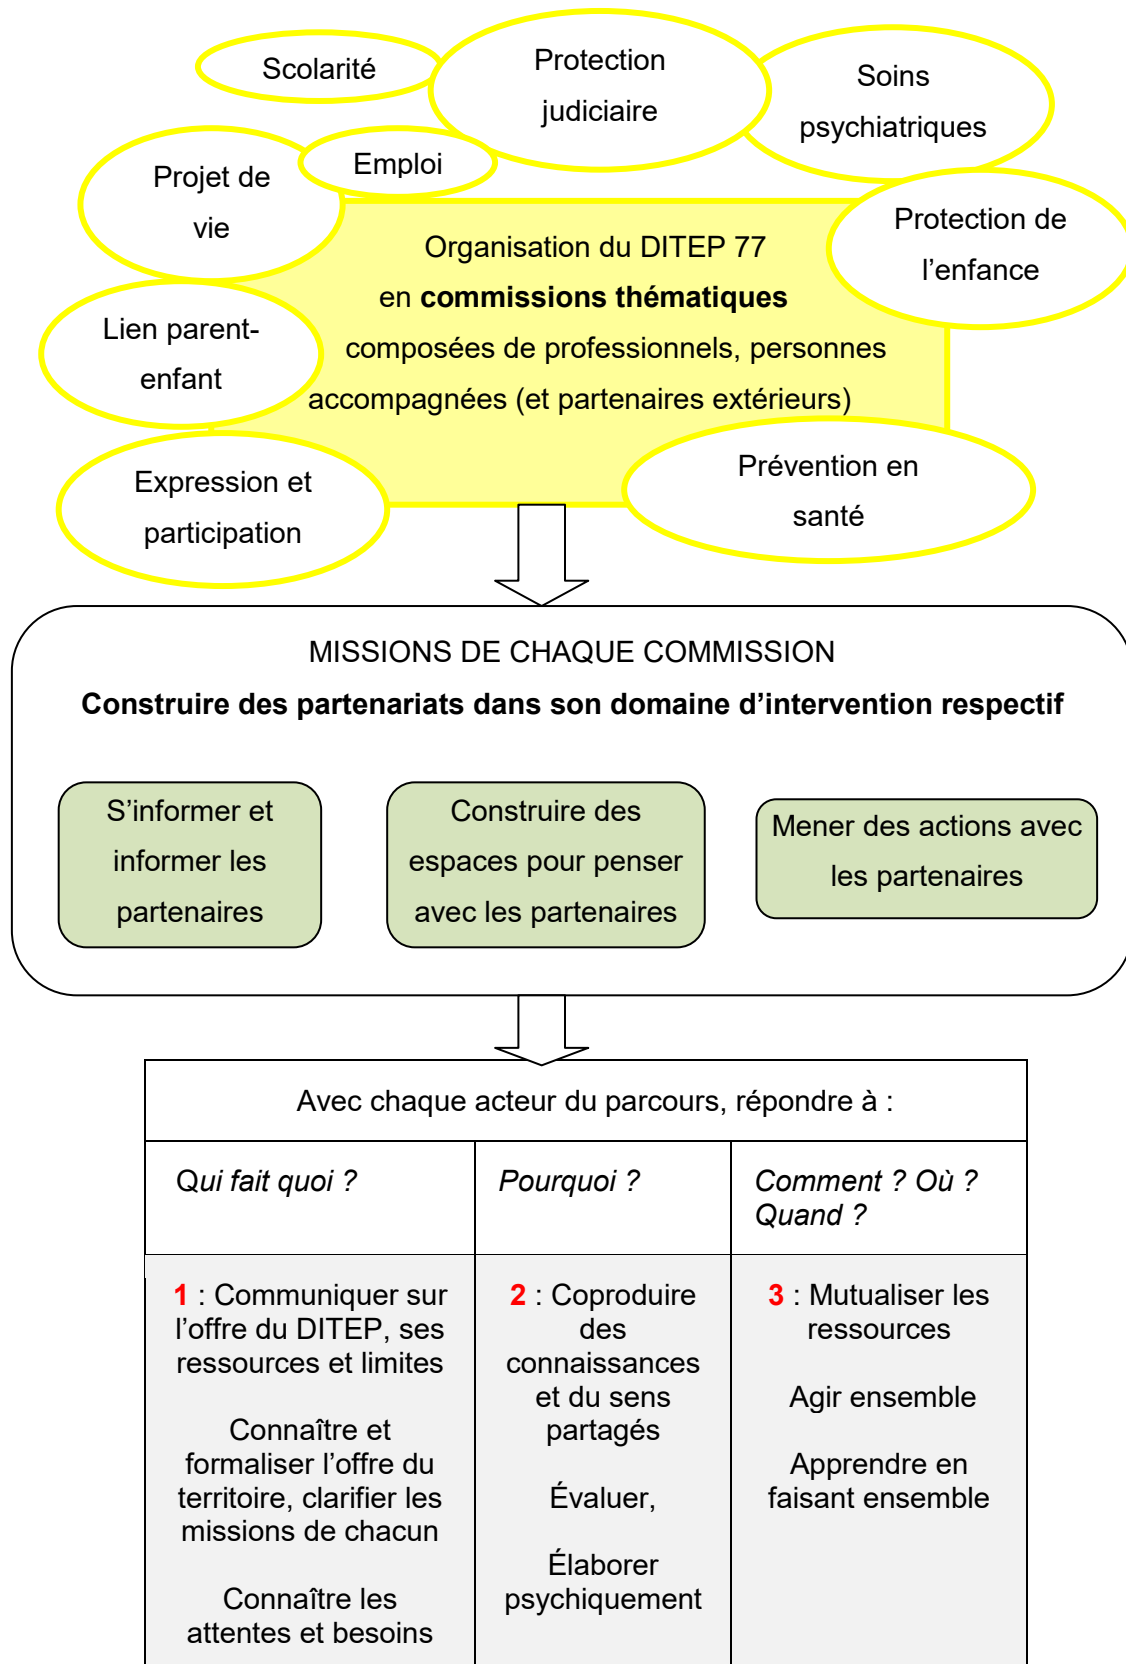 Scolarité
Protection
judiciaire
Soins
psychiatriques
Emploi
Projet de
vie
Protection de
l’enfance
Organisation du DITEP 77
en commissions thématiques
composées de professionnels, personnes
accompagnées (et partenaires extérieurs)
Lien parent-
enfant
Expression et
participation
Prévention en
santé
MISSIONS DE CHAQUE COMMISSION
Construire des partenariats dans son domaine d’intervention respectif
S’informer et
informer les
partenaires
Construire des
espaces pour penser
avec les partenaires
Mener des actions avec
les partenaires
Avec chaque acteur du parcours, répondre à :
Qui fait quoi ?
Pourquoi ?
Comment ? Où ?
Quand ?
1 : Communiquer sur
l’offre du DITEP, ses
ressources et limites
Connaître et
formaliser l’offre du
territoire, clarifier les
missions de chacun
Connaître les
attentes et besoins
2 : Coproduire
des
connaissances
et du sens
partagés
Évaluer,
Élaborer
psychiquement
3 : Mutualiser les
ressources
Agir ensemble
Apprendre en
faisant ensemble